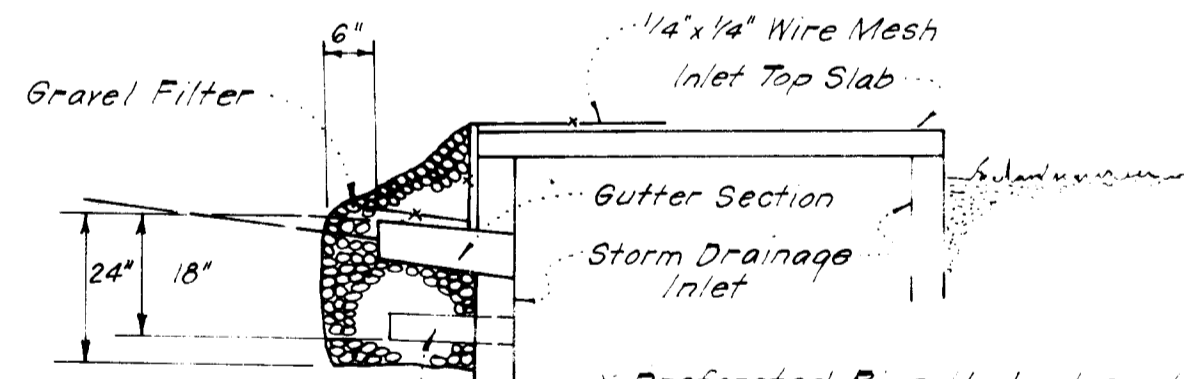 6"
1/4" x 1/4" Wire Mesh
Inlet Top Slab
Gravel Filter
Gutter Section
24" 18"
Storm Drainage
Inlet
Perforated